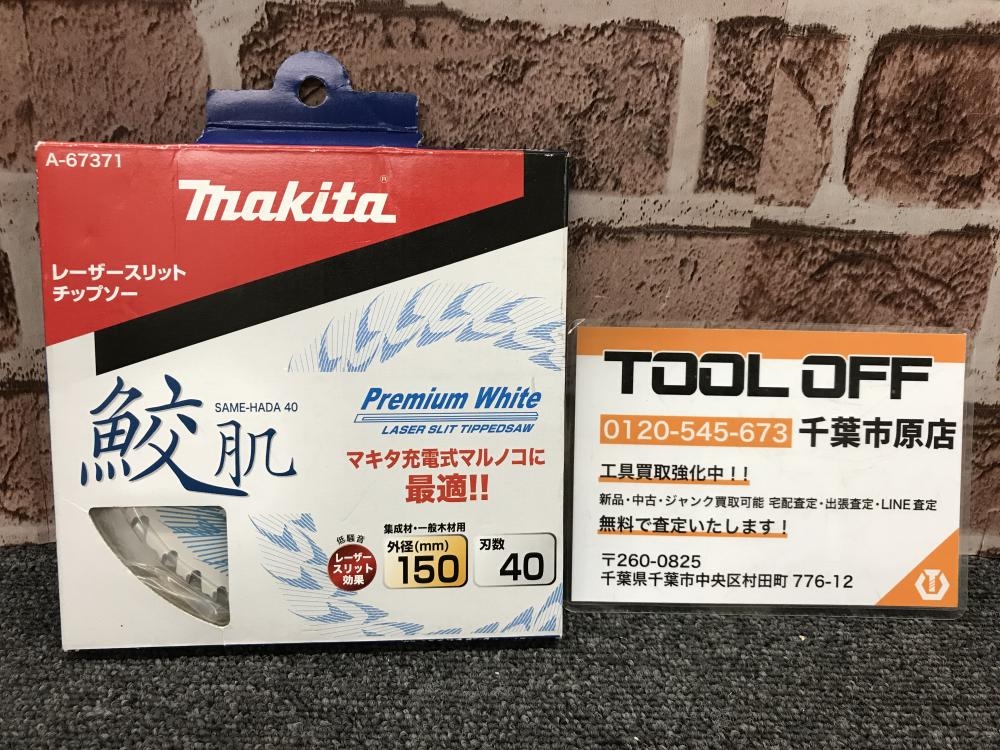 A-67371
makita®
レーザースリット
チップソー
鮫肌
SAME-HADA 40
Premium White
LASER SLIT TIPPEDSAW
マキタ充電式マルノコに
最適!!
低騒音
レーザー
スリット
効果
集成材・一般木材用
外径(mm)
150
刃数
40
TOOL OFF
0120-545-673 千葉市原店
工具買取強化中!!
新品・中古・ジャンク買取可能 宅配査定・出張査定・LINE査定
無料で査定いたします!
〒260-0825
千葉県千葉市中央区村田町 776-12